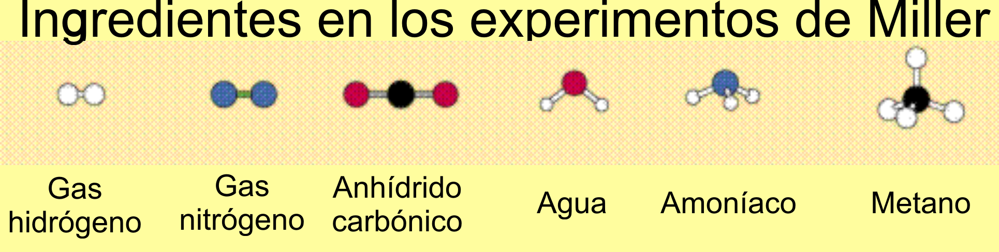 Ingredientes en los experimentos de Miller
Gas
hidrógeno
Gas
nitrógeno
Anhídrido
carbónico
Agua
Amoníaco
Metano